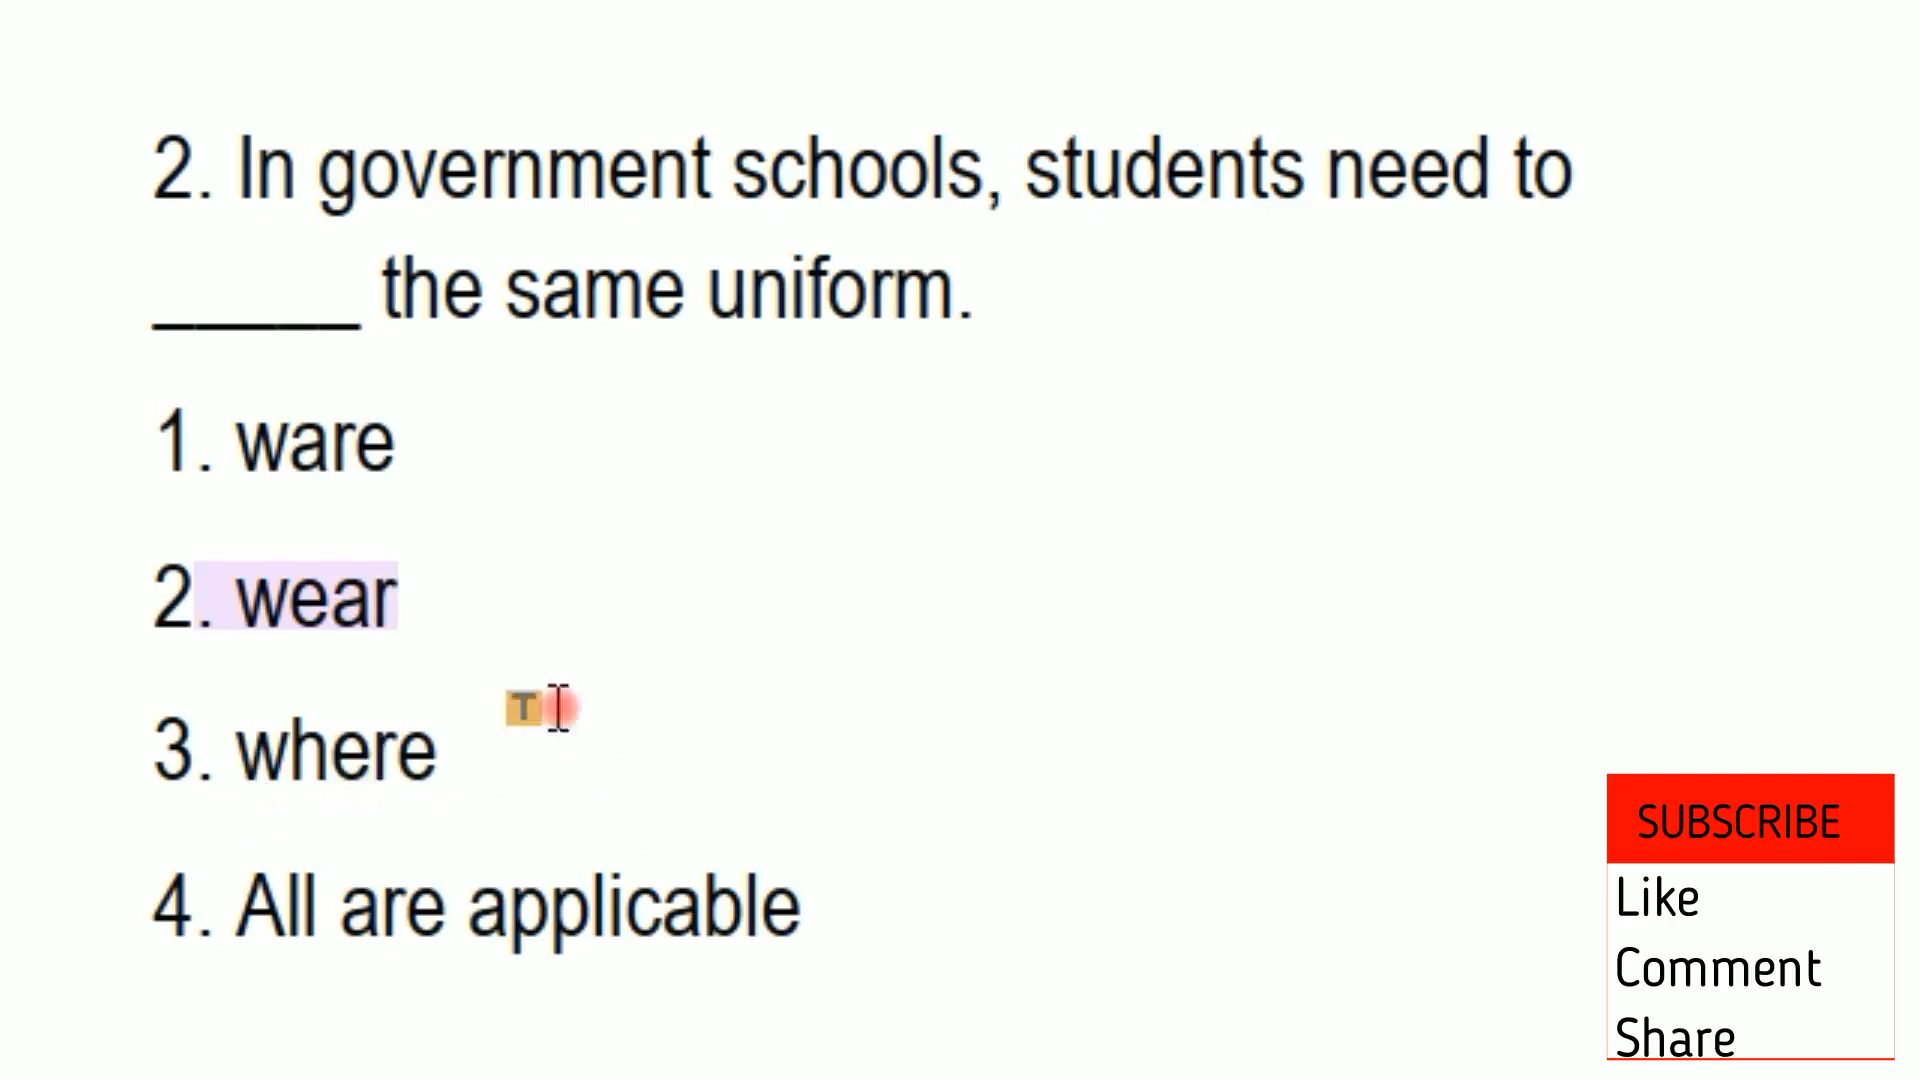 2. In government schools, students need to
_____ the same uniform.
1. ware
2. wear
3. where
4. All are applicable
T
SUBSCRIBE
Like
Comment
Share